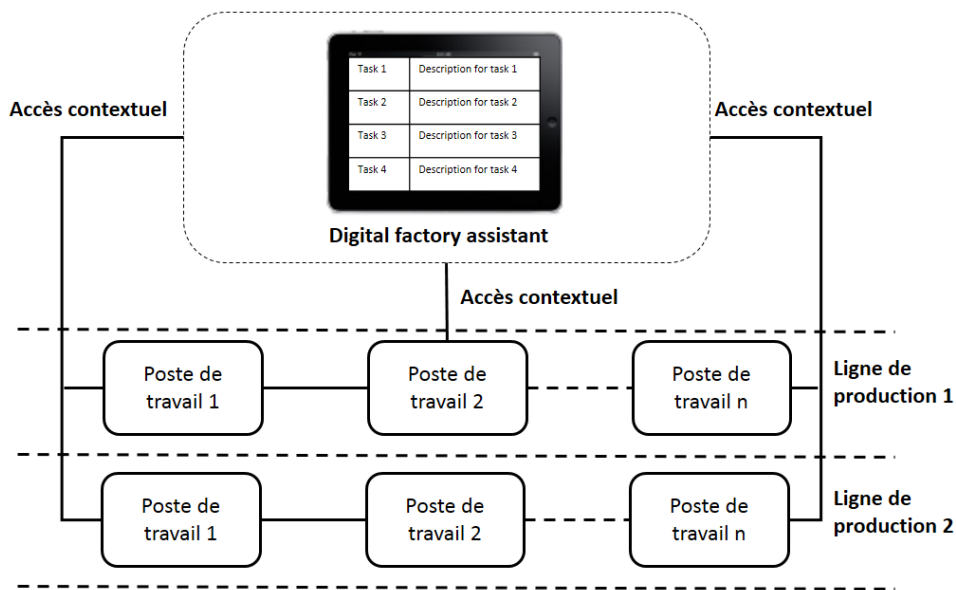 Task 1 Description for task 1
Task 2 Description for task 2
Task 3 Description for task 3
Task 4 Description for task 4
Accès contextuel
Accès contextuel
Digital factory assistant
Accès contextuel
Poste de
travail 1
Poste de
travail 2
Poste de
travail n
Ligne de
production 1
Poste de
travail 1
Poste de
travail 2
Poste de
travail n
Ligne de
production 2